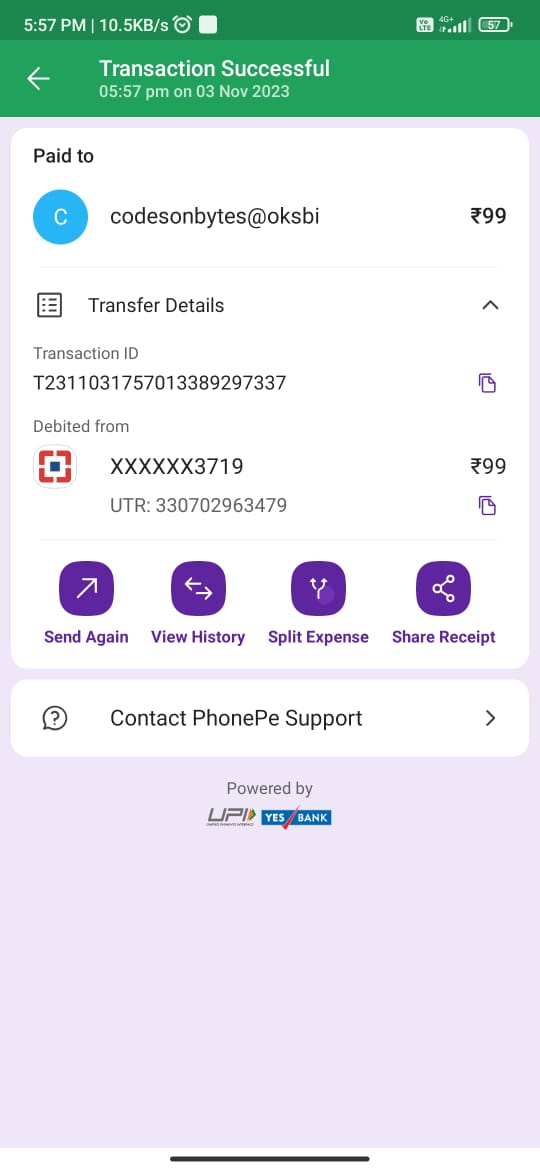 5:57 PM | 10.5KB/s
Vo LTE 4G+ 57
Transaction Successful
05:57 pm on 03 Nov 2023
Paid to
C codesonbytes@oksbi ₹99
Transfer Details
Transaction ID
T2311031757013389297337
Debited from
XXXXXX3719 ₹99
UTR: 330702963479
Send Again View History Split Expense Share Receipt
Contact PhonePe Support
Powered by
UPI YES BANK
UNIFIED PAYMENTS INTERFACE